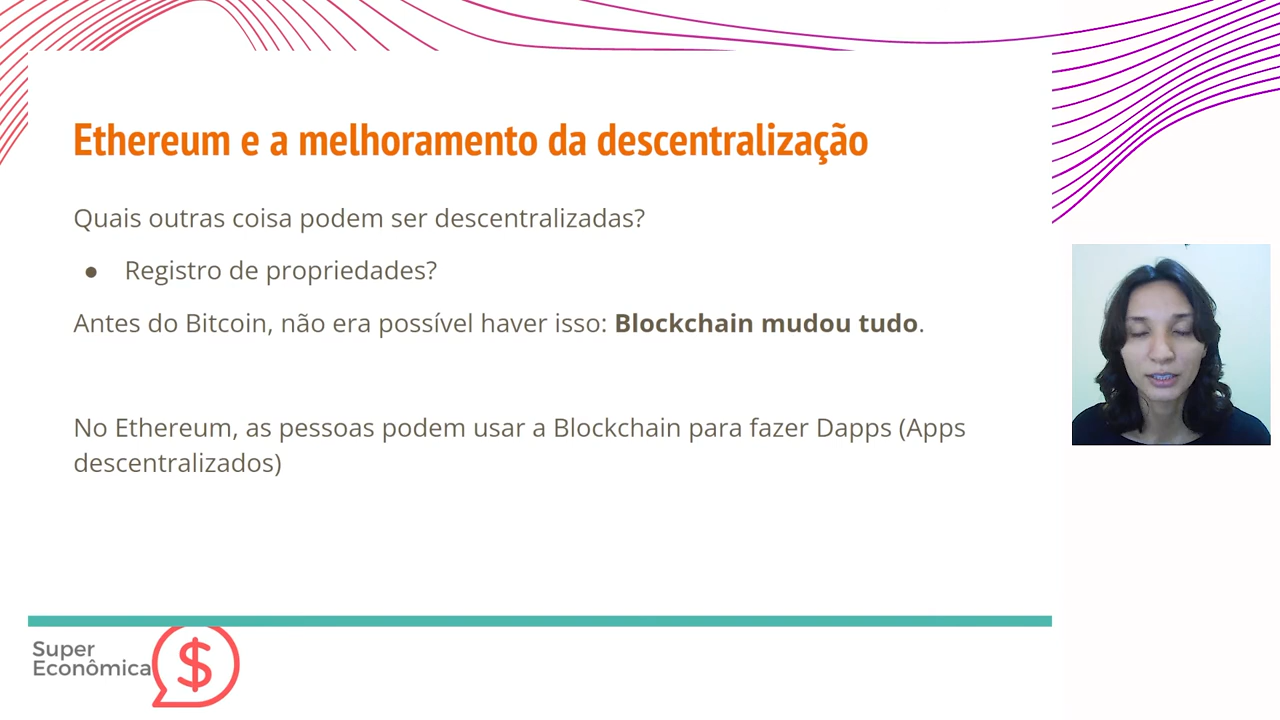 Ethereum e a melhoramento da descentralização
Quais outras coisa podem ser descentralizadas?
● Registro de propriedades?
Antes do Bitcoin, não era possível haver isso: Blockchain mudou tudo.
No Ethereum, as pessoas podem usar a Blockchain para fazer Dapps (Apps
descentralizados)
Super
Econômica
$